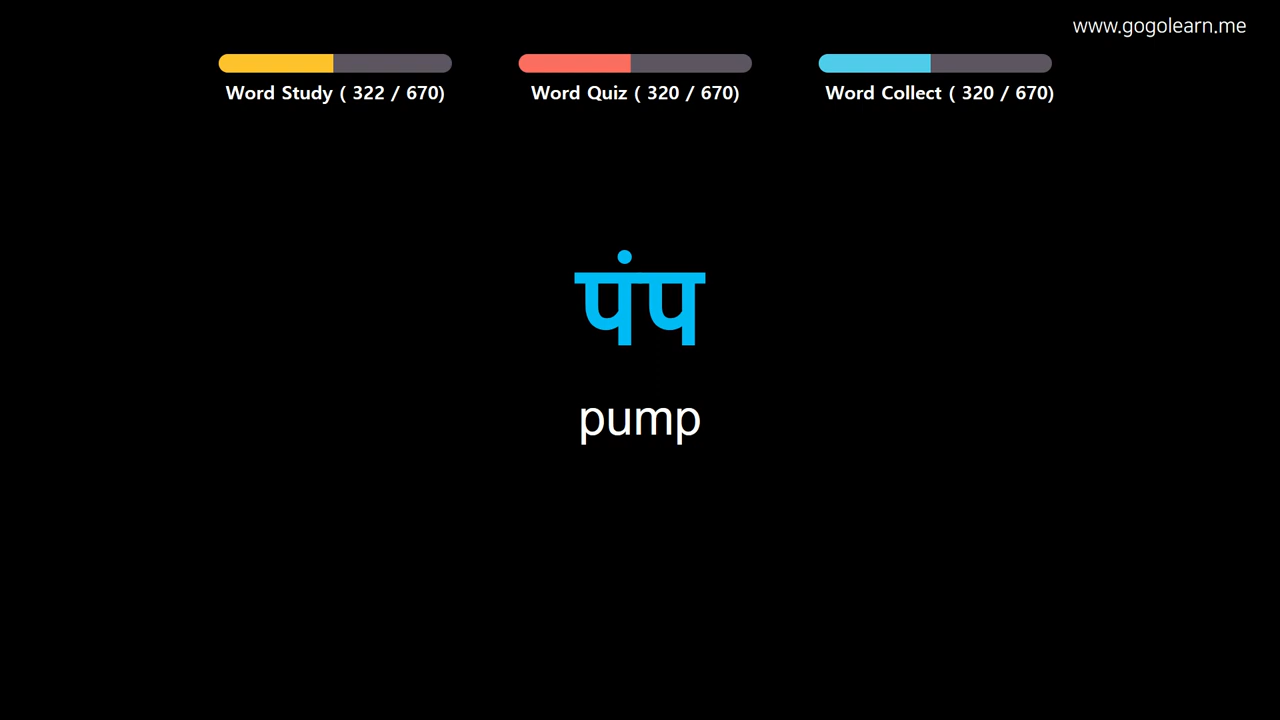 www.gogolearn.me
Word Study ( 322 / 670)
Word Quiz ( 320 / 670)
Word Collect ( 320 / 670)
पंप
pump